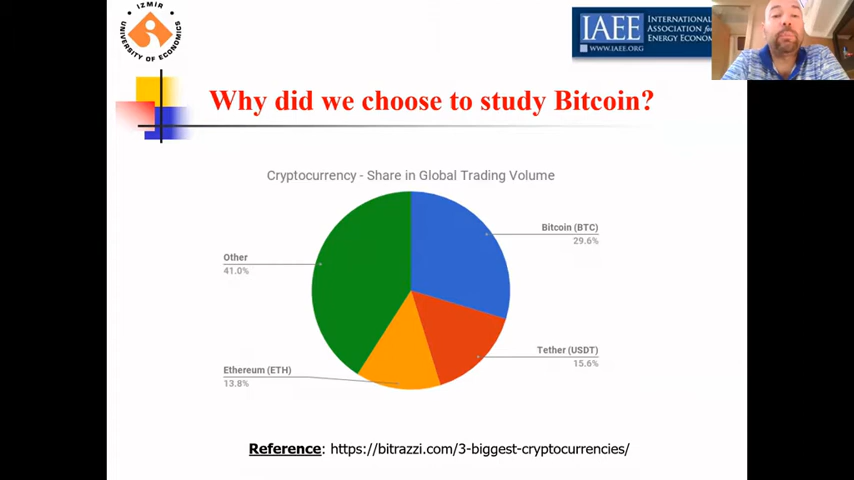 IZMIR
UNIVERSITY OF ECONOMICS
IAEE
WWW.IAEE.ORG
INTERNATIONAL
ASSOCIATION for
ENERGY ECONOM
Why did we choose to study Bitcoin?
Cryptocurrency - Share in Global Trading Volume
Bitcoin (BTC)
29.6%
Other
41.0%
Tether (USDT)
15.6%
Ethereum (ETH)
13.8%
Reference: https://bitrazzi.com/3-biggest-cryptocurrencies/